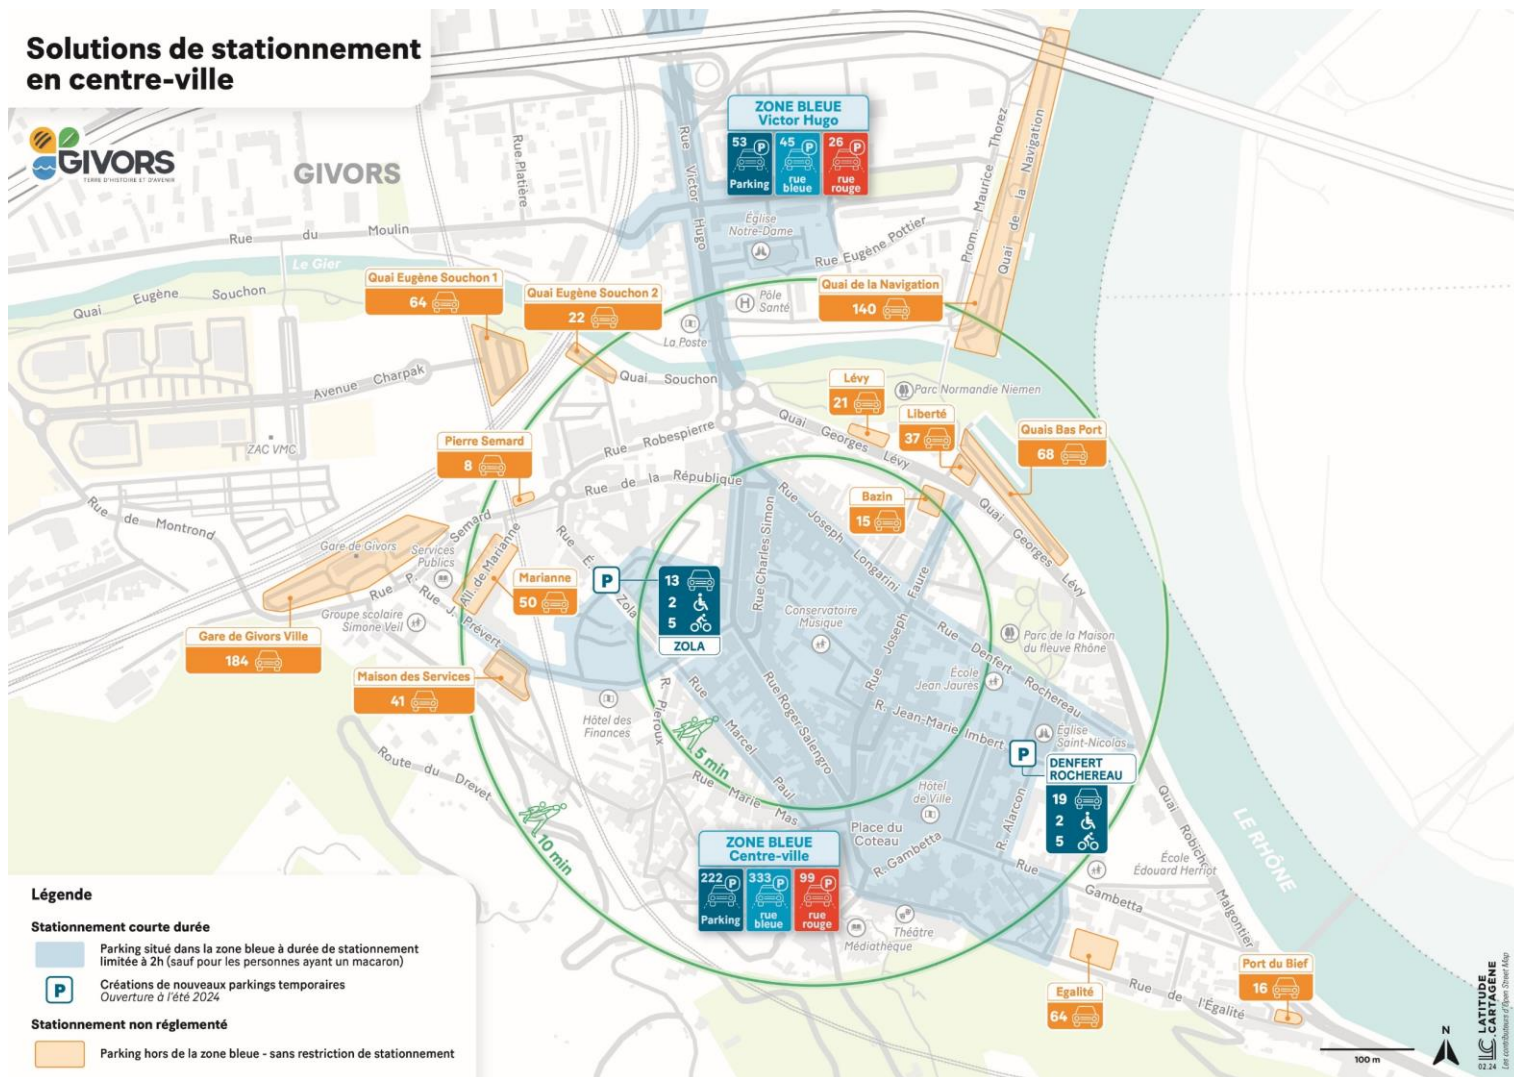 Solutions de stationnement
en centre-ville
GIVORS
TERRE D'HISTOIRE ET D'AVENIR
GIVORS
ZONE BLEUE
Victor Hugo
53 P
Parking
45 P
rue
bleue
26 P
rue
rouge
Rue Victor Hugo
Rue Platière
Prom. Maurice Thorez
Quai de la Navigation
Rue du Moulin
Église
Notre-Dame
Rue Eugène Pottier
Le Gier
Quai Eugène Souchon
Quai Eugène Souchon 1
64
Quai Eugène Souchon 2
22
Quai de la Navigation
140
H
Pôle
Santé
La Poste
Quai Souchon
Avenue Charpak
Lévy
21
Parc Normandie Niemen
Liberté
37
Quais Bas Port
68
Quai Georges Lévy
ZAC VMC
Pierre Semard
8
Rue Robespierre
Rue de la République
Bazin
15
Rue de Montrond
Gare de Givors
Services
Publics
Rue P. Semard
All. de Marianne
Rue É. Zola
Rue Charles Simon
Rue Joseph Longarini
Rue Joseph Faure
Quai Georges Lévy
Marianne
50
P
13
2
5
ZOLA
Groupe scolaire
Simone Veil
Rue J. Prévert
Conservatoire
Musique
Gare de Givors Ville
184
Parc de la Maison
du fleuve Rhône
Rue Denfert Rochereau
École
Jean Jaurès
Maison des Services
41
Hôtel des
Finances
R. Pleroux
Rue Marcel Paul
Rue Roger Salengro
R. Jean-Marie Imbert
Église
Saint-Nicolas
P
DENFERT
ROCHEREAU
19
2
5
5 min
Route du Drevet
Rue Marie Mas
Hôtel
de Ville
Place du
Coteau
R. Gambetta
R. Alarcon
Quai Robichon Malgontier
LE RHÔNE
10 min
ZONE BLEUE
Centre-ville
222 P
Parking
333 P
rue
bleue
99 P
rue
rouge
École
Édouard Herriot
Rue Gambetta
Théâtre
Médiathèque
Egalité
64
Rue de l'Égalité
Port du Bief
16
Légende
Stationnement courte durée
Parking situé dans la zone bleue à durée de stationnement
limitée à 2h (sauf pour les personnes ayant un macaron)
P
Créations de nouveaux parkings temporaires
Ouverture à l'été 2024
Stationnement non réglementé
Parking hors de la zone bleue - sans restriction de stationnement
100 m
N
LC
LATITUDE
CARTAGÈNE
02.24
Les contributeurs d'Open Street Map